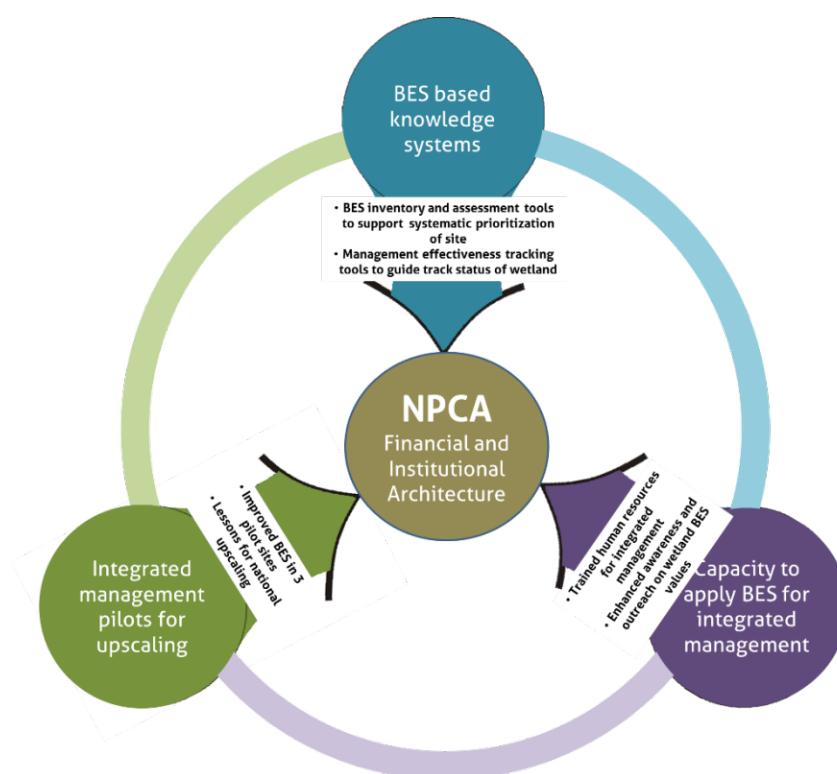 BES based
knowledge
systems
• BES inventory and assessment tools
to support systematic prioritization
of site
• Management effectiveness tracking
tools to guide track status of wetland
NPCA
Financial and
Institutional
Architecture
• Improved BES in 3
pilot sites
• Lessons for national
upscaling
Integrated
management
pilots for
upscaling
• Trained human resources
for integrated
management
• Enhanced awareness and
outreach on wetland BES
values
Capacity to
apply BES for
integrated
management